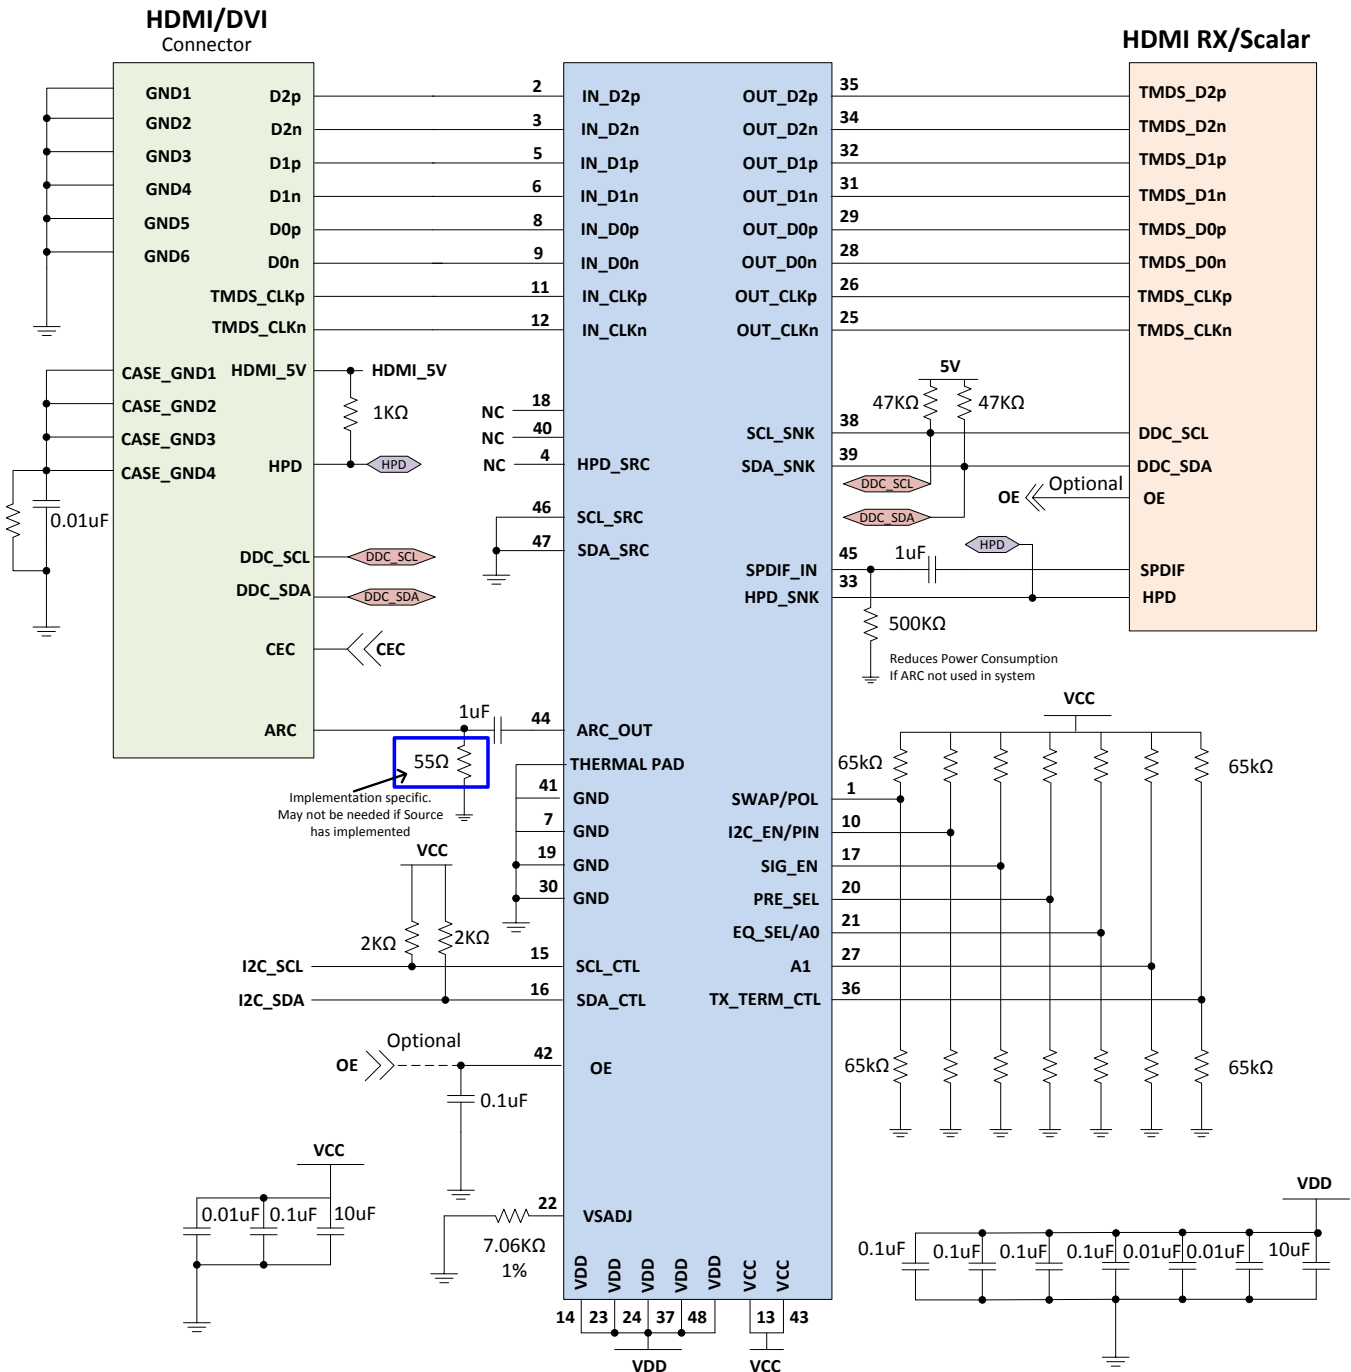 HDMI/DVI
Connector
HDMI RX/Scalar
GND1
GND2
GND3
GND4
GND5
GND6
CASE_GND1
CASE_GND2
CASE_GND3
CASE_GND4
0.01uF
D2p
D2n
D1p
D1n
D0p
D0n
TMDS_CLKp
TMDS_CLKn
HDMI_5V
HPD
DDC_SCL
DDC_SDA
CEC
ARC
HDMI_5V
1KΩ
HPD
DDC_SCL
DDC_SDA
CEC
1uF
55Ω
Implementation specific.
May not be needed if Source
has implemented
VCC
2KΩ
2KΩ
I2C_SCL
I2C_SDA
Optional
OE
0.1uF
VCC
0.01uF
0.1uF
10uF
7.06KΩ
1%
2
3
5
6
8
9
11
12
NC
18
NC
40
NC
4
46
47
44
41
7
19
30
15
16
42
22
IN_D2p
IN_D2n
IN_D1p
IN_D1n
IN_D0p
IN_D0n
IN_CLKp
IN_CLKn
HPD_SRC
SCL_SRC
SDA_SRC
ARC_OUT
THERMAL PAD
GND
GND
GND
GND
SCL_CTL
SDA_CTL
OE
VSADJ
VDD
VDD
VDD
VDD
VDD
VCC
VCC
14
23
24
37
48
13
43
VDD
VCC
OUT_D2p
OUT_D2n
OUT_D1p
OUT_D1n
OUT_D0p
OUT_D0n
OUT_CLKp
OUT_CLKn
SCL_SNK
SDA_SNK
SPDIF_IN
HPD_SNK
SWAP/POL
I2C_EN/PIN
SIG_EN
PRE_SEL
EQ_SEL/A0
A1
TX_TERM_CTL
35
34
32
31
29
28
26
25
38
39
45
33
1
10
17
20
21
27
36
5V
47KΩ
47KΩ
DDC_SCL
DDC_SDA
OE
Optional
HPD
1uF
500KΩ
Reduces Power Consumption
If ARC not used in system
TMDS_D2p
TMDS_D2n
TMDS_D1p
TMDS_D1n
TMDS_D0p
TMDS_D0n
TMDS_CLKp
TMDS_CLKn
DDC_SCL
DDC_SDA
OE
SPDIF
HPD
VCC
65kΩ
65kΩ
65kΩ
65kΩ
VDD
0.1uF
0.1uF
0.1uF
0.1uF
0.01uF
0.01uF
10uF